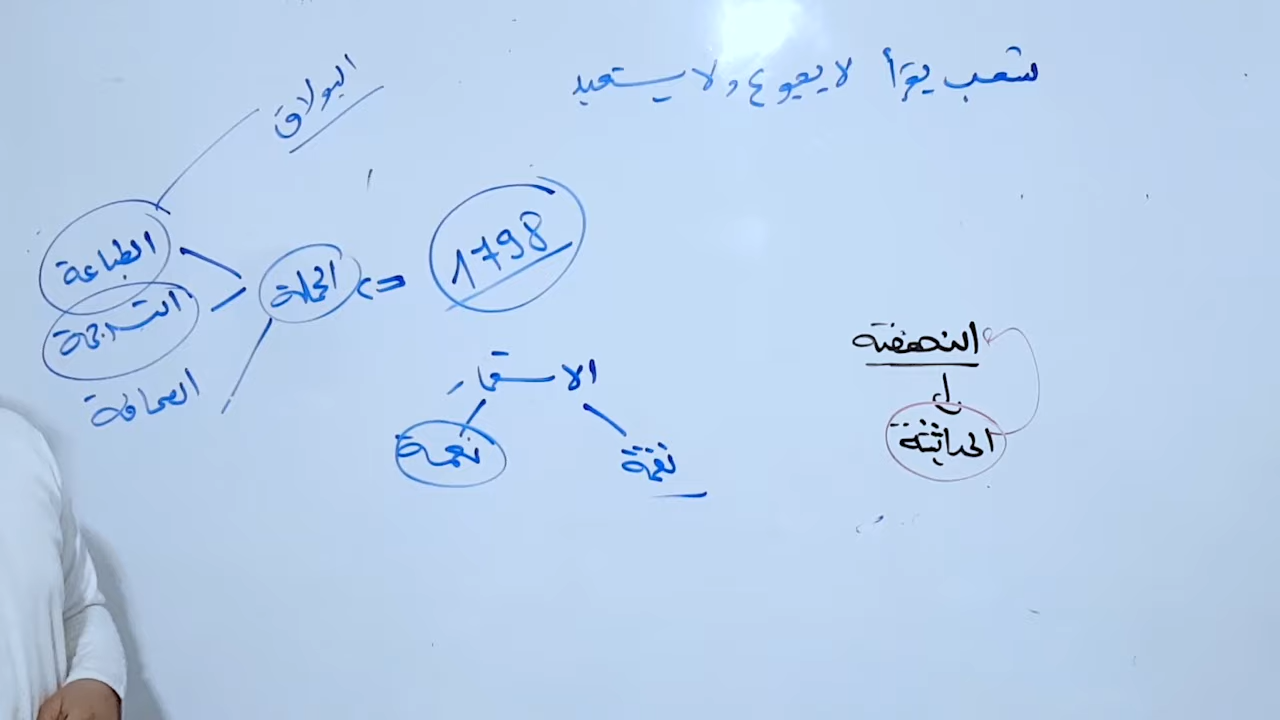 شعب يقرأ لا يجوع ولا يستعبد
البولاق
1798
<=
الحملة
الطباعة
الترجمة
الصحافة
الاستعمار
نقمة
نعمة
النهضة
ل
الحداثة